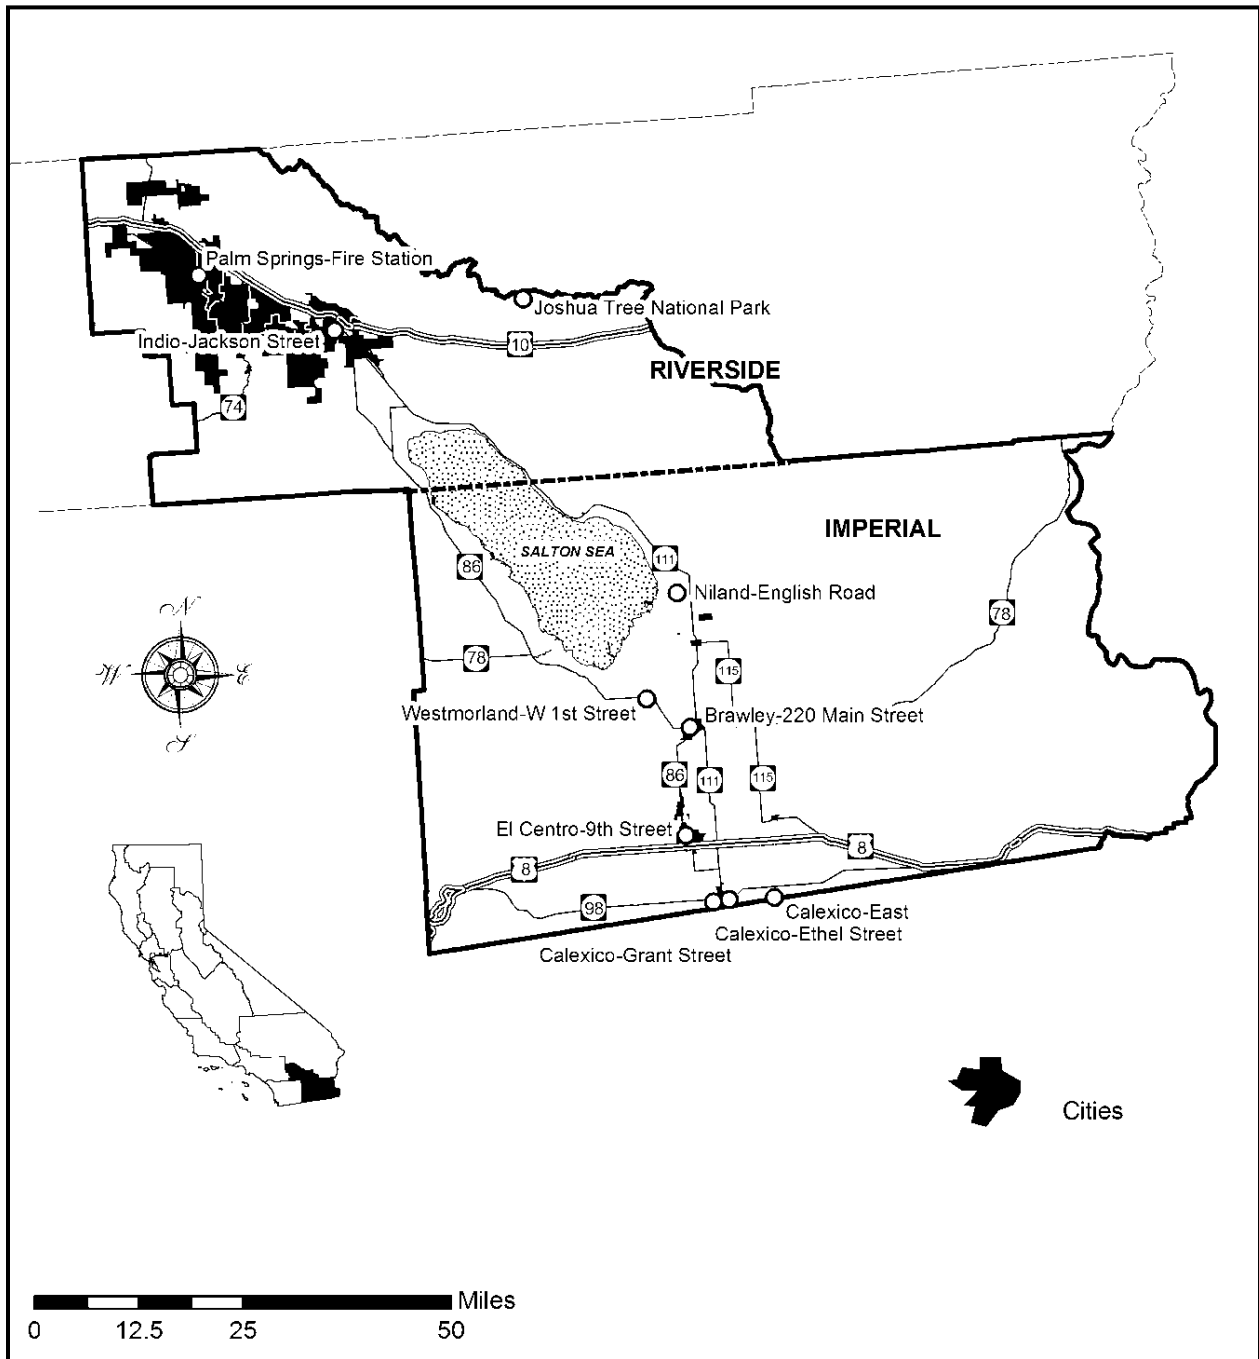 Palm Springs-Fire Station
Joshua Tree National Park
Indio-Jackson Street
10
RIVERSIDE
74
IMPERIAL
SALTON SEA
111
86
Niland-English Road
78
N
W
E
S
78
115
Westmorland-W 1st Street
Brawley-220 Main Street
86
111
115
El Centro-9th Street
8
8
98
Calexico-East
Calexico-Ethel Street
Calexico-Grant Street
Cities
Miles
0 12.5 25 50